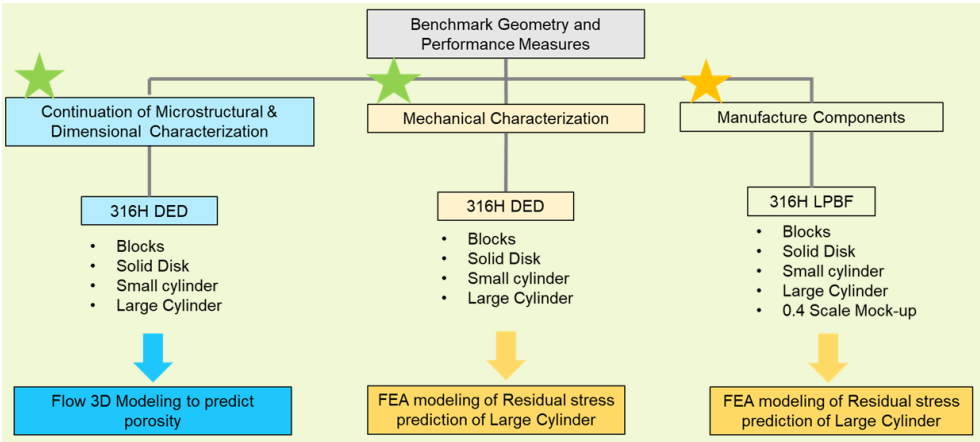 Benchmark Geometry and
Performance Measures
Continuation of Microstructural &
Dimensional Characterization
Mechanical Characterization
Manufacture Components
316H DED
• Blocks
• Solid Disk
• Small cylinder
• Large Cylinder
316H DED
• Blocks
• Solid Disk
• Small cylinder
• Large Cylinder
316H LPBF
• Blocks
• Solid Disk
• Small cylinder
• Large Cylinder
• 0.4 Scale Mock-up
Flow 3D Modeling to predict
porosity
FEA modeling of Residual stress
prediction of Large Cylinder
FEA modeling of Residual stress
prediction of Large Cylinder